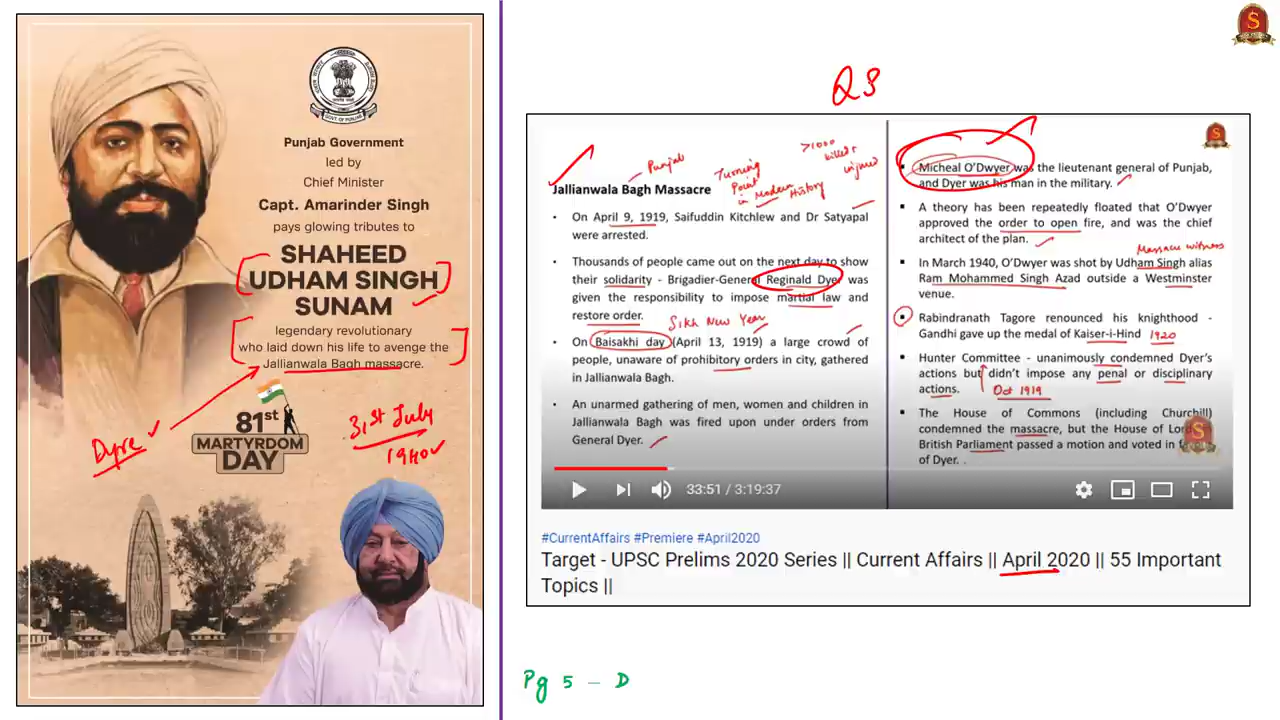 Punjab Government
led by
Chief Minister
Capt. Amarinder Singh
pays glowing tributes to
SHAHEED
UDHAM SINGH
SUNAM
legendary revolutionary
who laid down his life to avenge the
Jallianwala Bagh massacre.
81st
MARTYRDOM
DAY
Dyre
31st July
1940
Q3
Jallianwala Bagh Massacre
Punjab
Turning
Point
in Modern
History
>1000
killed &
injured
• On April 9, 1919, Saifuddin Kitchlew and Dr Satyapal
were arrested.
• Thousands of people came out on the next day to show
their solidarity - Brigadier-General Reginald Dyer was
given the responsibility to impose martial law and
restore order.
Sikh New Year
• On Baisakhi day (April 13, 1919) a large crowd of
people, unaware of prohibitory orders in city, gathered
in Jallianwala Bagh.
• An unarmed gathering of men, women and children in
Jallianwala Bagh was fired upon under orders from
General Dyer.
▪ Micheal O'Dwyer was the lieutenant general of Punjab,
and Dyer was his man in the military.
▪ A theory has been repeatedly floated that O'Dwyer
approved the order to open fire, and was the chief
architect of the plan.
Massacre witness
▪ In March 1940, O'Dwyer was shot by Udham Singh alias
Ram Mohammed Singh Azad outside a Westminster
venue.
▪ Rabindranath Tagore renounced his knighthood -
Gandhi gave up the medal of Kaiser-i-Hind 1920
▪ Hunter Committee - unanimously condemned Dyer's
actions but didn't impose any penal or disciplinary
actions. Oct 1919
▪ The House of Commons (including Churchill)
condemned the massacre, but the House of Lor
British Parliament passed a motion and voted in f
of Dyer. .
33:51 / 3:19:37
#CurrentAffairs #Premiere #April2020
Target - UPSC Prelims 2020 Series || Current Affairs || April 2020 || 55 Important
Topics ||
Pg 5 - D